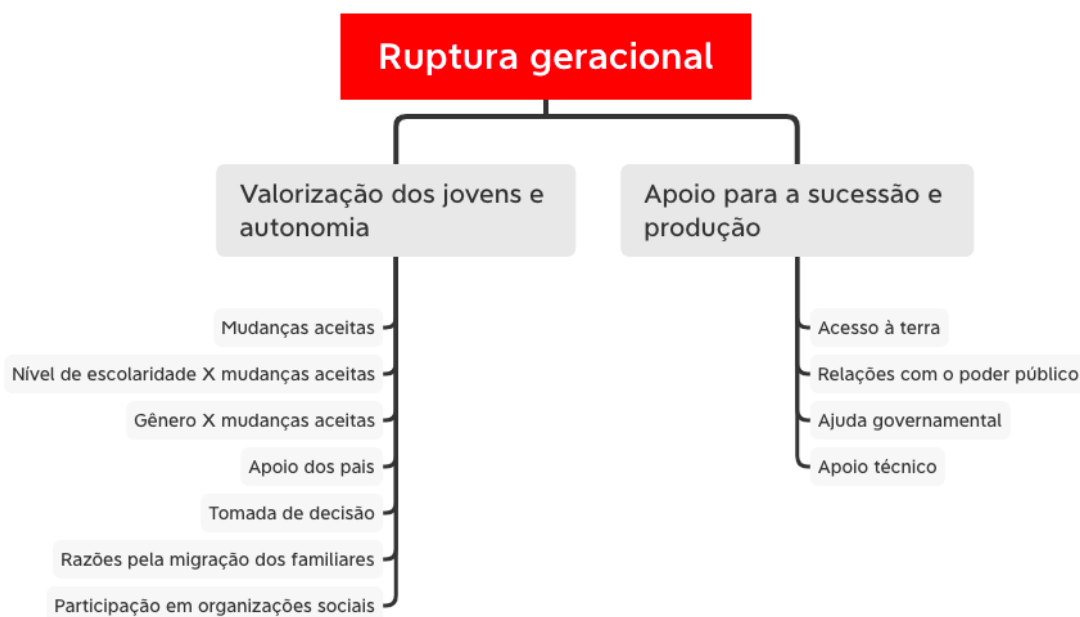 Ruptura geracional
Valorização dos jovens e
autonomia
Mudanças aceitas
Nível de escolaridade X mudanças aceitas
Gênero X mudanças aceitas
Apoio dos pais
Tomada de decisão
Razões pela migração dos familiares
Participação em organizações sociais
Apoio para a sucessão e
produção
Acesso à terra
Relações com o poder público
Ajuda governamental
Apoio técnico